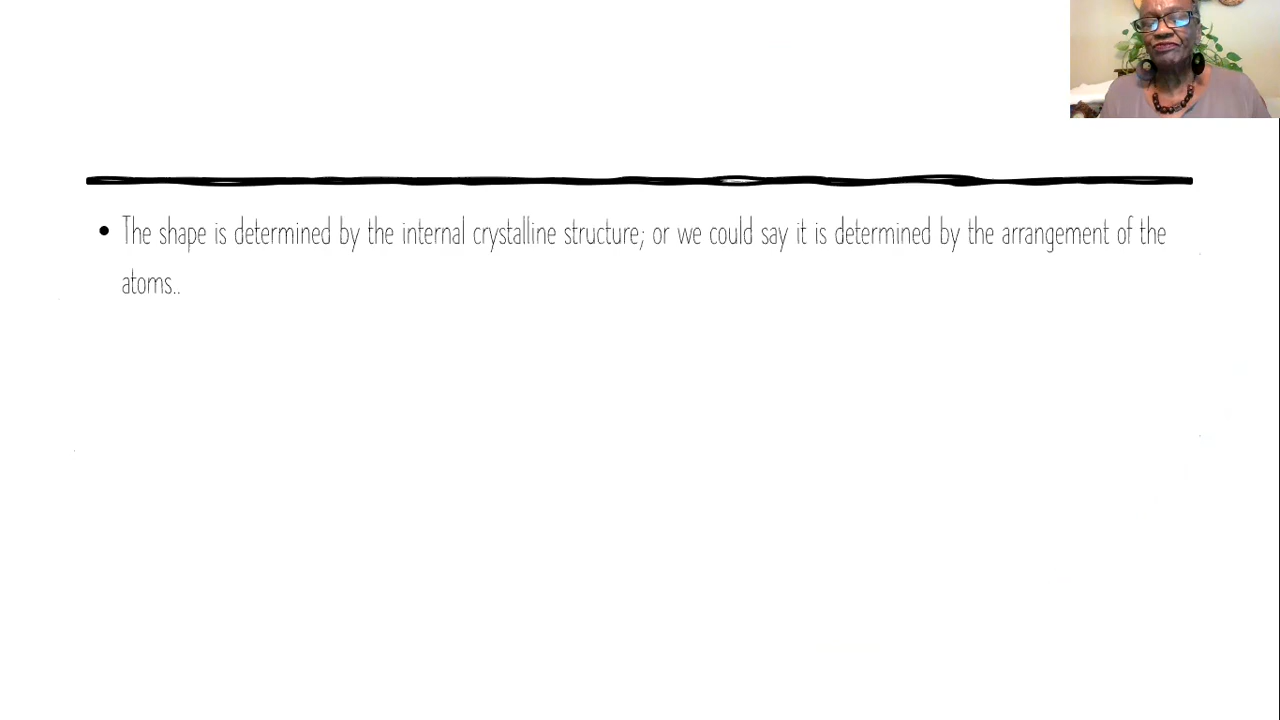 • The shape is determined by the internal crystalline structure; or we could say it is determined by the arrangement of the
atoms..